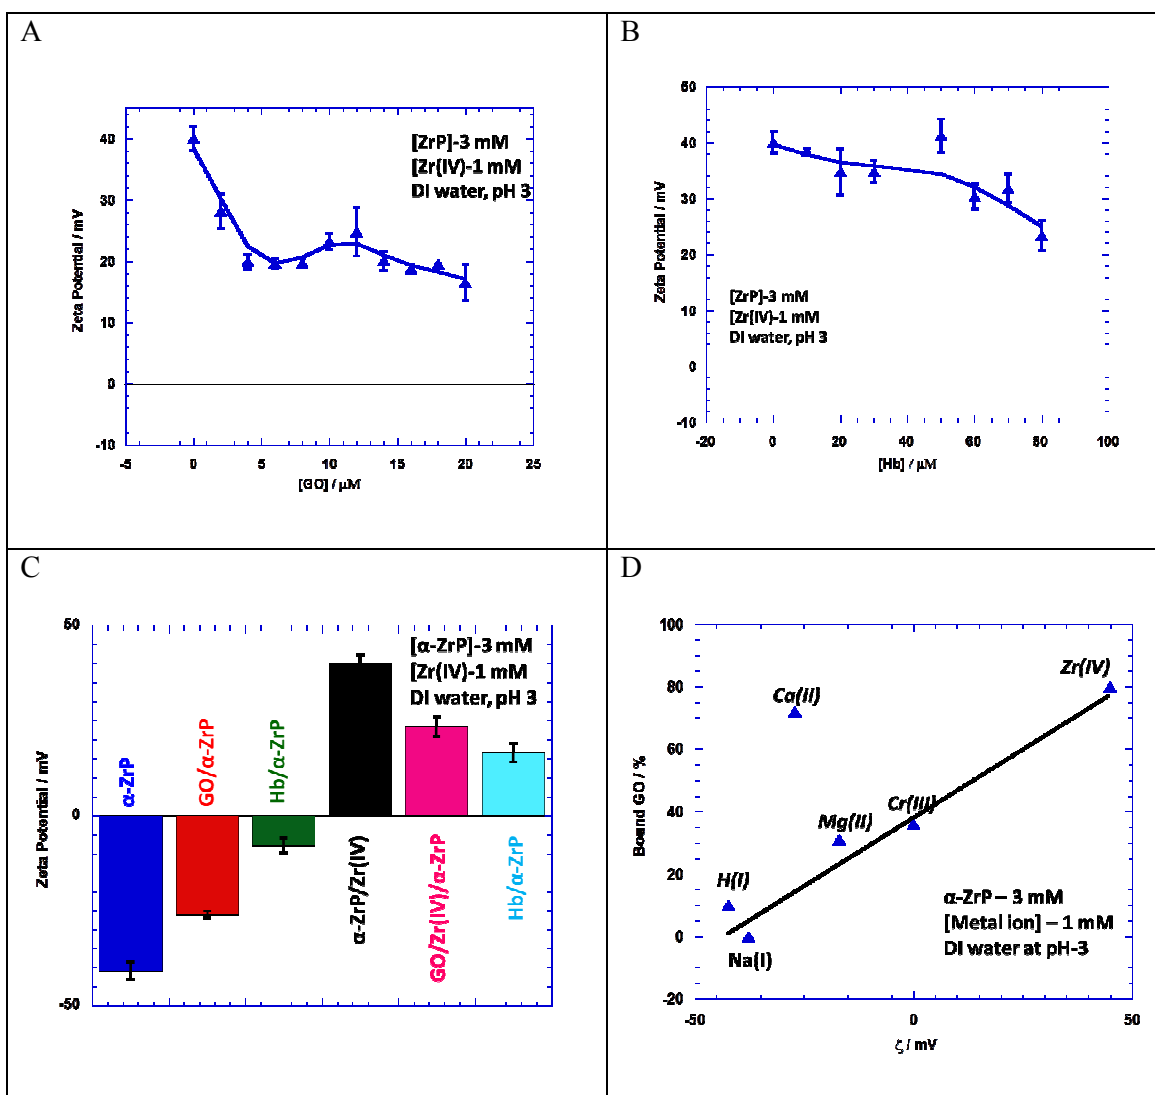 A
[ZrP]-3 mM
[Zr(IV)-1 mM
DI water, pH 3
Zeta Potential / mV
40
30
20
10
0
-10
-5
0
5
10
15
20
25
[GO] / μM
B
50
40
30
20
10
0
-10
Zeta Potential / mV
[ZrP]-3 mM
[Zr(IV)-1 mM
DI water, pH 3
-20
0
20
40
60
80
100
[Hb] / μM
C
50
0
-50
Zeta Potential / mV
[α-ZrP]-3 mM
[Zr(IV)-1 mM
DI water, pH 3
α-ZrP
GO/α-ZrP
Hb/α-ZrP
α-ZrP/Zr(IV)
GO/Zr(IV)/α-ZrP
Hb/α-ZrP
D
100
80
60
40
20
0
-20
Bound GO / %
Zr(IV)
Ca(II)
Cr(III)
Mg(II)
H(I)
Na(I)
α-ZrP – 3 mM
[Metal ion] – 1 mM
DI water at pH-3
-50
0
50
ζ / mV